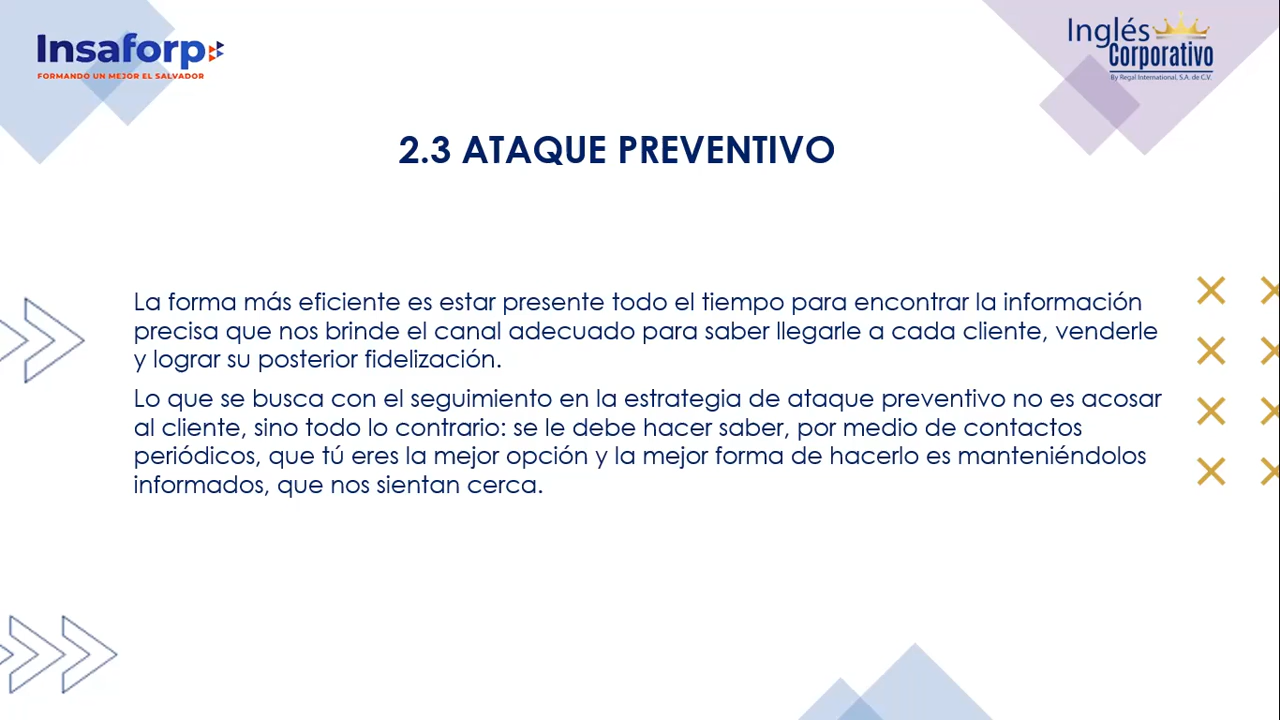 Insaforp
FORMANDO UN MEJOR EL SALVADOR
Inglés
Corporativo
By Regal International, S.A. de C.V.
2.3 ATAQUE PREVENTIVO
La forma más eficiente es estar presente todo el tiempo para encontrar la información
precisa que nos brinde el canal adecuado para saber llegarle a cada cliente, venderle
y lograr su posterior fidelización.
Lo que se busca con el seguimiento en la estrategia de ataque preventivo no es acosar
al cliente, sino todo lo contrario: se le debe hacer saber, por medio de contactos
periódicos, que tú eres la mejor opción y la mejor forma de hacerlo es manteniéndolos
informados, que nos sientan cerca.